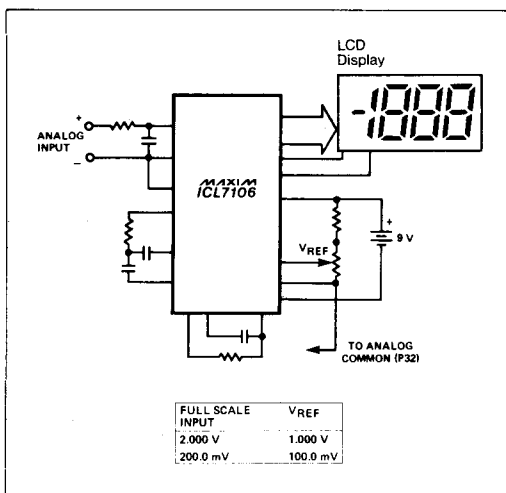 LCD
Display
-1888
+
ANALOG
INPUT
–
MAXIM
ICL7106
+
9 V
VREF
TO ANALOG
COMMON (P32)
FULL SCALE INPUT VREF
2.000 V 1.000 V
200.0 mV 100.0 mV